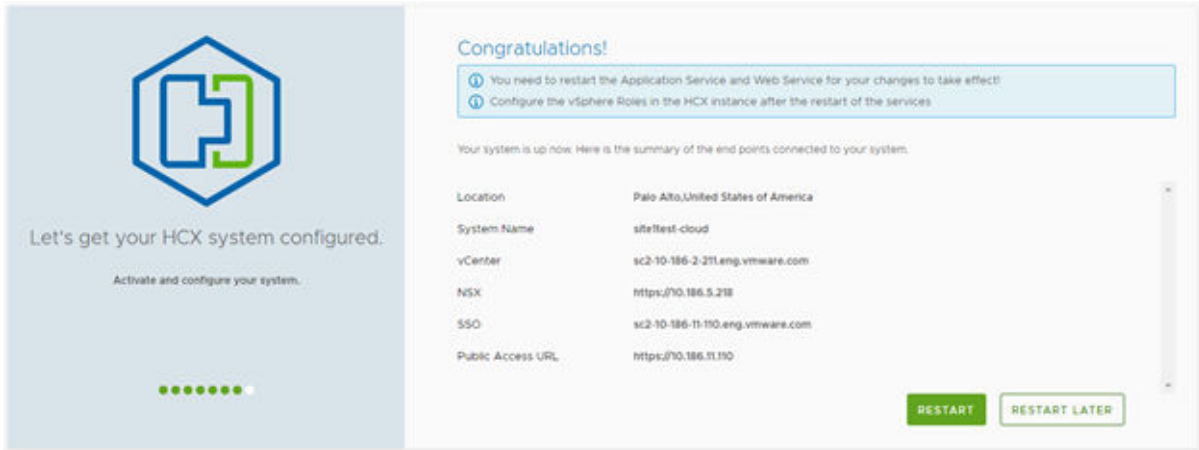 Let's get your HCX system configured.
Activate and configure your system.
Congratulations!
You need to restart the Application Service and Web Service for your changes to take effect!
Configure the vSphere Roles in the HCX instance after the restart of the services
Your system is up now. Here is the summary of the end points connected to your system.
Location Palo Alto,United States of America
System Name site1test-cloud
vCenter sc2-10-186-2-211.eng.vmware.com
NSX https://10.186.5.218
SSO sc2-10-186-11-110.eng.vmware.com
Public Access URL https://10.186.11.110
RESTART RESTART LATER